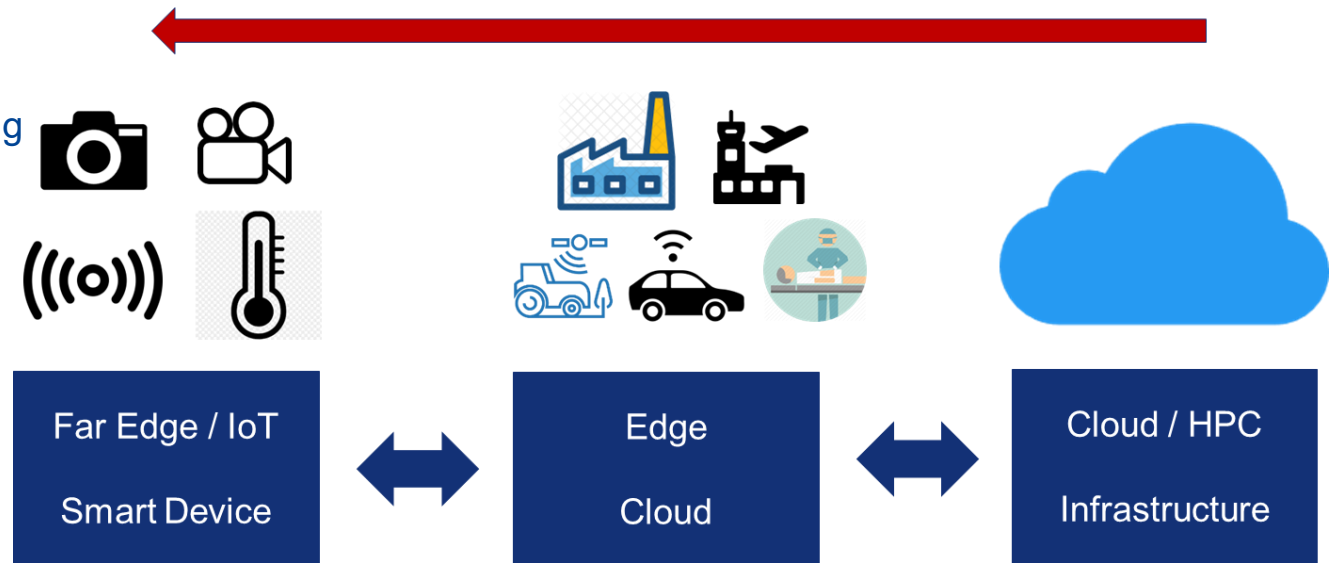 g
Far Edge / IoT
Smart Device
Edge
Cloud
Cloud / HPC
Infrastructure